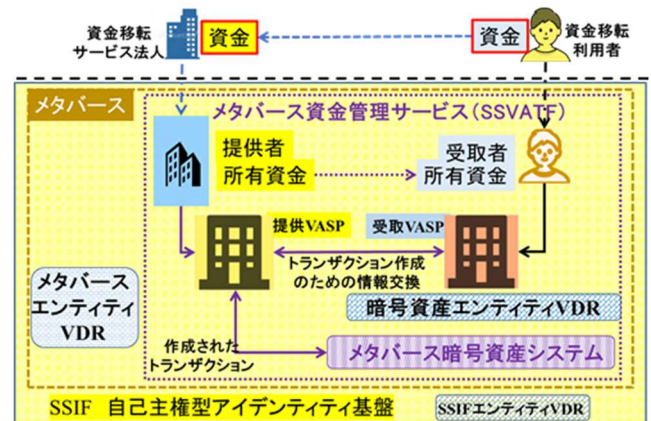 資金移転
サービス法人
資金
資金
資金移転
利用者
メタバース
メタバース資金管理サービス(SSVATF)
提供者
所有資金
受取者
所有資金
提供VASP
受取VASP
トランザクション作成
のための情報交換
メタバース
エンティティ
VDR
暗号資産エンティティVDR
作成された
トランザクション
メタバース暗号資産システム
SSIF 自己主権型アイデンティティ基盤
SSIFエンティティVDR